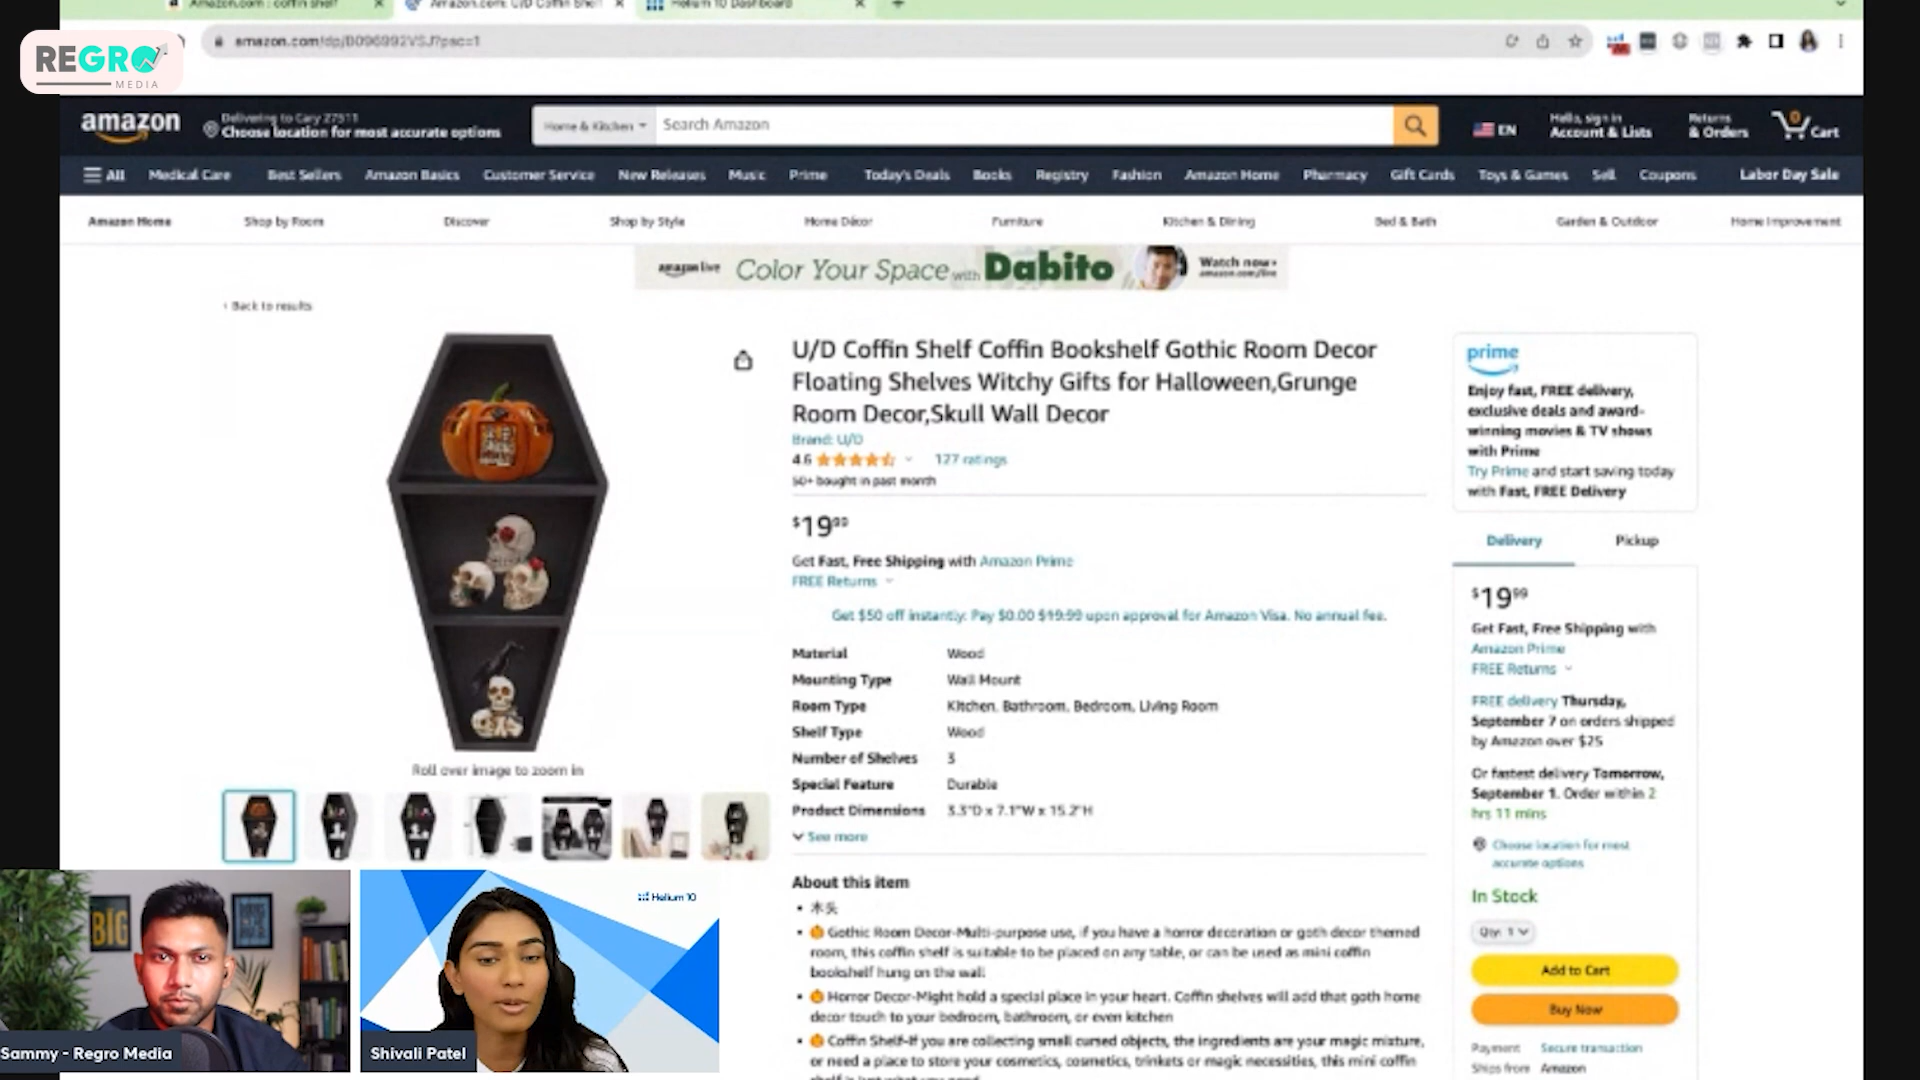 Amazon.com : coffin shelf
Amazon.com: U/D Coffin Shelf
Helium 10 Dashboard
REGRO
MEDIA
amazon.com/dp/B096992VSJ?psc=1
amazon
Delivering to Cary 27511
Choose location for most accurate options
Home & Kitchen
Search Amazon
EN
Hello, sign in
Account & Lists
Returns
& Orders
0
Cart
All
Medical Care
Best Sellers
Amazon Basics
Customer Service
New Releases
Music
Prime
Today's Deals
Books
Registry
Fashion
Amazon Home
Pharmacy
Gift Cards
Toys & Games
Sell
Coupons
Labor Day Sale
Amazon Home
Shop by Room
Discover
Shop by Style
Home Décor
Furniture
Kitchen & Dining
Bed & Bath
Garden & Outdoor
Home Improvement
amazon live
Color Your Space with Dabito
Watch now
amazon.com/live
‹ Back to results
Roll over image to zoom in
U/D Coffin Shelf Coffin Bookshelf Gothic Room Decor
Floating Shelves Witchy Gifts for Halloween,Grunge
Room Decor,Skull Wall Decor
Brand: U/D
4.6
127 ratings
50+ bought in past month
$1999
Get Fast, Free Shipping with Amazon Prime
FREE Returns
Get $50 off instantly: Pay $0.00 $19.99 upon approval for Amazon Visa. No annual fee.
Material Wood
Mounting Type Wall Mount
Room Type Kitchen, Bathroom, Bedroom, Living Room
Shelf Type Wood
Number of Shelves 3
Special Feature Durable
Product Dimensions 3.3"D x 7.1"W x 15.2"H
See more
About this item
• 木头
• 🎃 Gothic Room Decor-Multi-purpose use, if you have a horror decoration or goth decor themed
room, this coffin shelf is suitable to be placed on any table, or can be used as mini coffin
bookshelf hung on the wall
• 🎃 Horror Decor-Might hold a special place in your heart. Coffin shelves will add that goth home
decor touch to your bedroom, bathroom, or even kitchen
• 🎃 Coffin Shelf-If you are collecting small cursed objects, the ingredients are your magic mixture,
or need a place to store your cosmetics, cosmetics, trinkets or magic necessities, this mini coffin
shelf is just what you need
prime
Enjoy fast, FREE delivery,
exclusive deals and award-
winning movies & TV shows
with Prime
Try Prime and start saving today
with Fast, FREE Delivery
Delivery
Pickup
$1999
Get Fast, Free Shipping with
Amazon Prime
FREE Returns
FREE delivery Thursday,
September 7 on orders shipped
by Amazon over $25
Or fastest delivery Tomorrow,
September 1. Order within 2
hrs 11 mins
Choose location for most
accurate options
In Stock
Qty: 1
Add to Cart
Buy Now
Payment Secure transaction
Ships from Amazon
BIG
Sammy - Regro Media
Helium 10
Shivali Patel